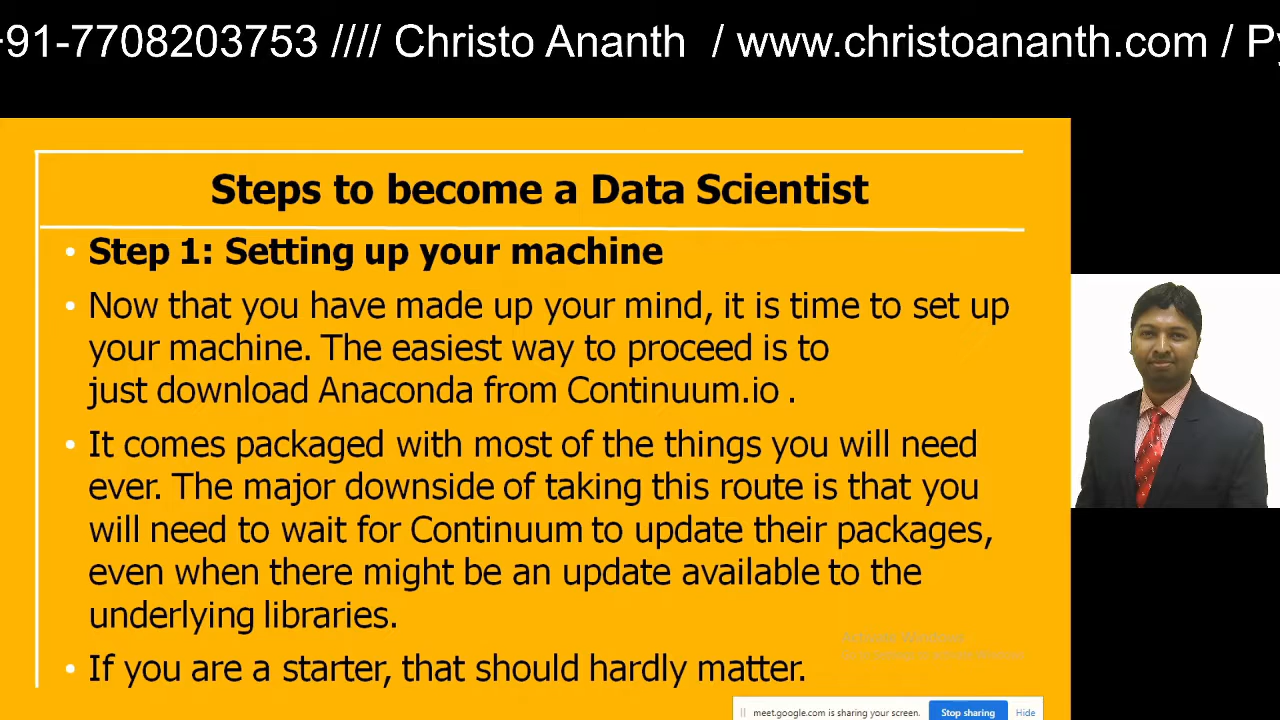 +91-7708203753 //// Christo Ananth / www.christoananth.com / Py
Steps to become a Data Scientist
• Step 1: Setting up your machine
• Now that you have made up your mind, it is time to set up
your machine. The easiest way to proceed is to
just download Anaconda from Continuum.io .
• It comes packaged with most of the things you will need
ever. The major downside of taking this route is that you
will need to wait for Continuum to update their packages,
even when there might be an update available to the
underlying libraries.
Activate Windows
• If you are a starter, that should hardly matter.
meet.google.com is sharing your screen. Stop sharing Hide